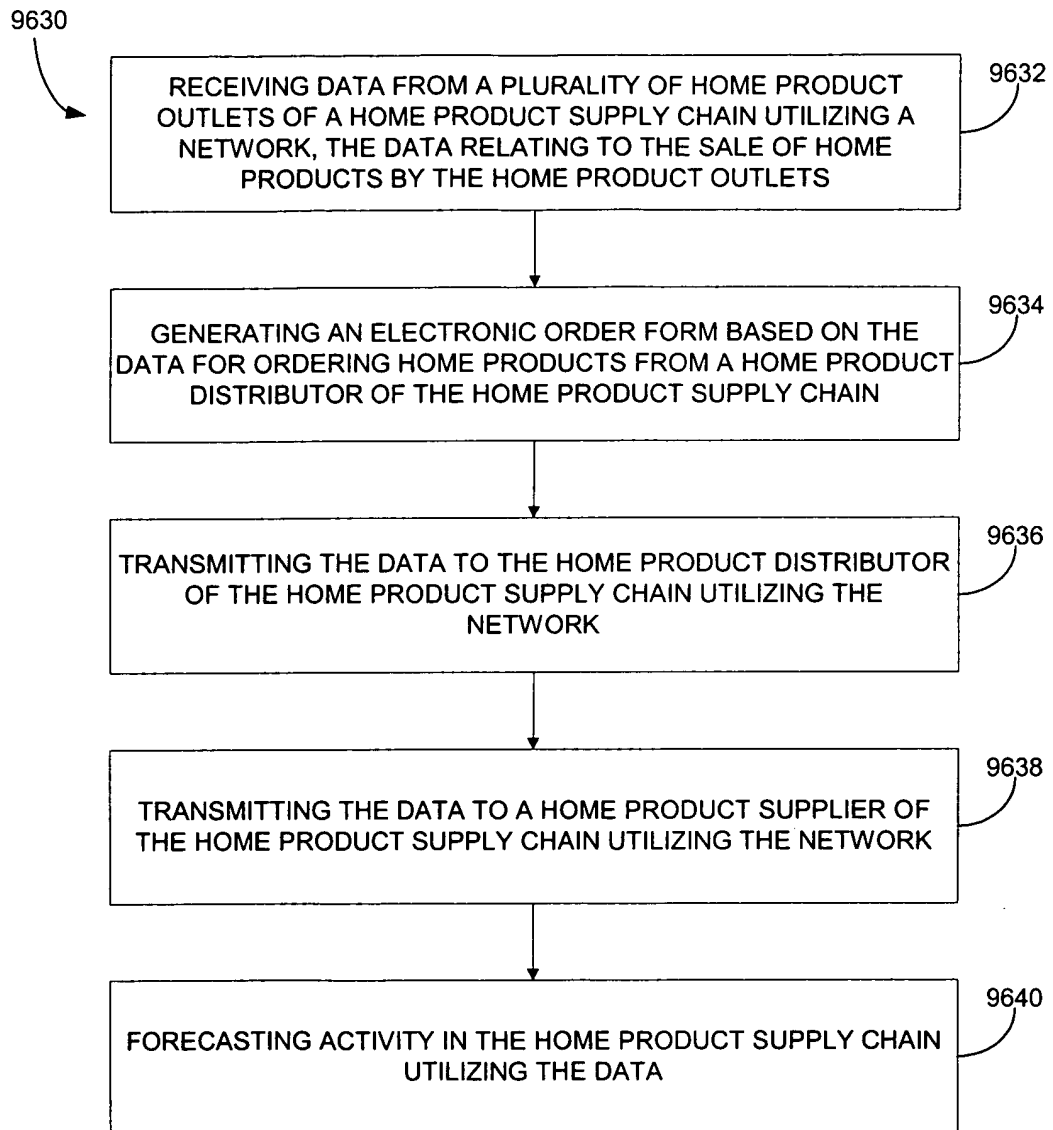 9630
RECEIVING DATA FROM A PLURALITY OF HOME PRODUCT
OUTLETS OF A HOME PRODUCT SUPPLY CHAIN UTILIZING A
NETWORK, THE DATA RELATING TO THE SALE OF HOME
PRODUCTS BY THE HOME PRODUCT OUTLETS
9632
GENERATING AN ELECTRONIC ORDER FORM BASED ON THE
DATA FOR ORDERING HOME PRODUCTS FROM A HOME PRODUCT
DISTRIBUTOR OF THE HOME PRODUCT SUPPLY CHAIN
9634
TRANSMITTING THE DATA TO THE HOME PRODUCT DISTRIBUTOR
OF THE HOME PRODUCT SUPPLY CHAIN UTILIZING THE
NETWORK
9636
TRANSMITTING THE DATA TO A HOME PRODUCT SUPPLIER OF
THE HOME PRODUCT SUPPLY CHAIN UTILIZING THE NETWORK
9638
FORECASTING ACTIVITY IN THE HOME PRODUCT SUPPLY CHAIN
UTILIZING THE DATA
9640